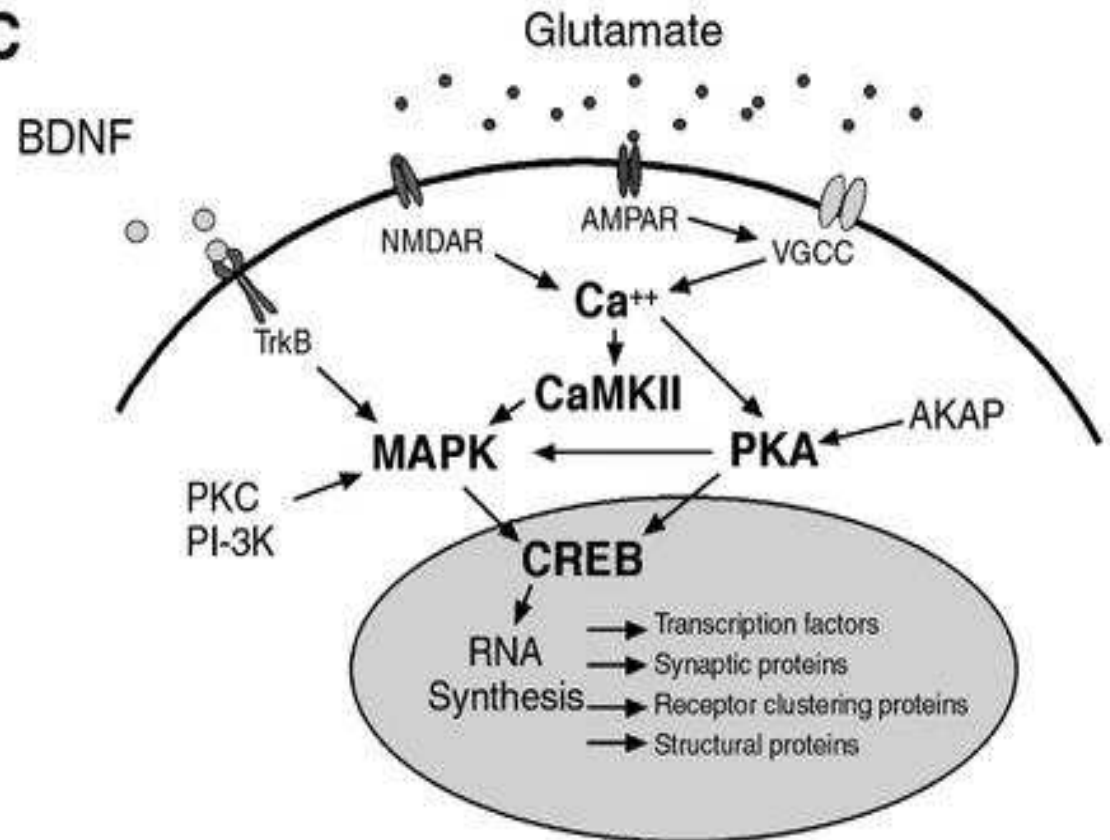 C
Glutamate
BDNF
NMDAR
AMPAR
VGCC
Ca++
TrkB
CaMKII
AKAP
MAPK
PKA
PKC
PI-3K
CREB
RNA
Synthesis
Transcription factors
Synaptic proteins
Receptor clustering proteins
Structural proteins